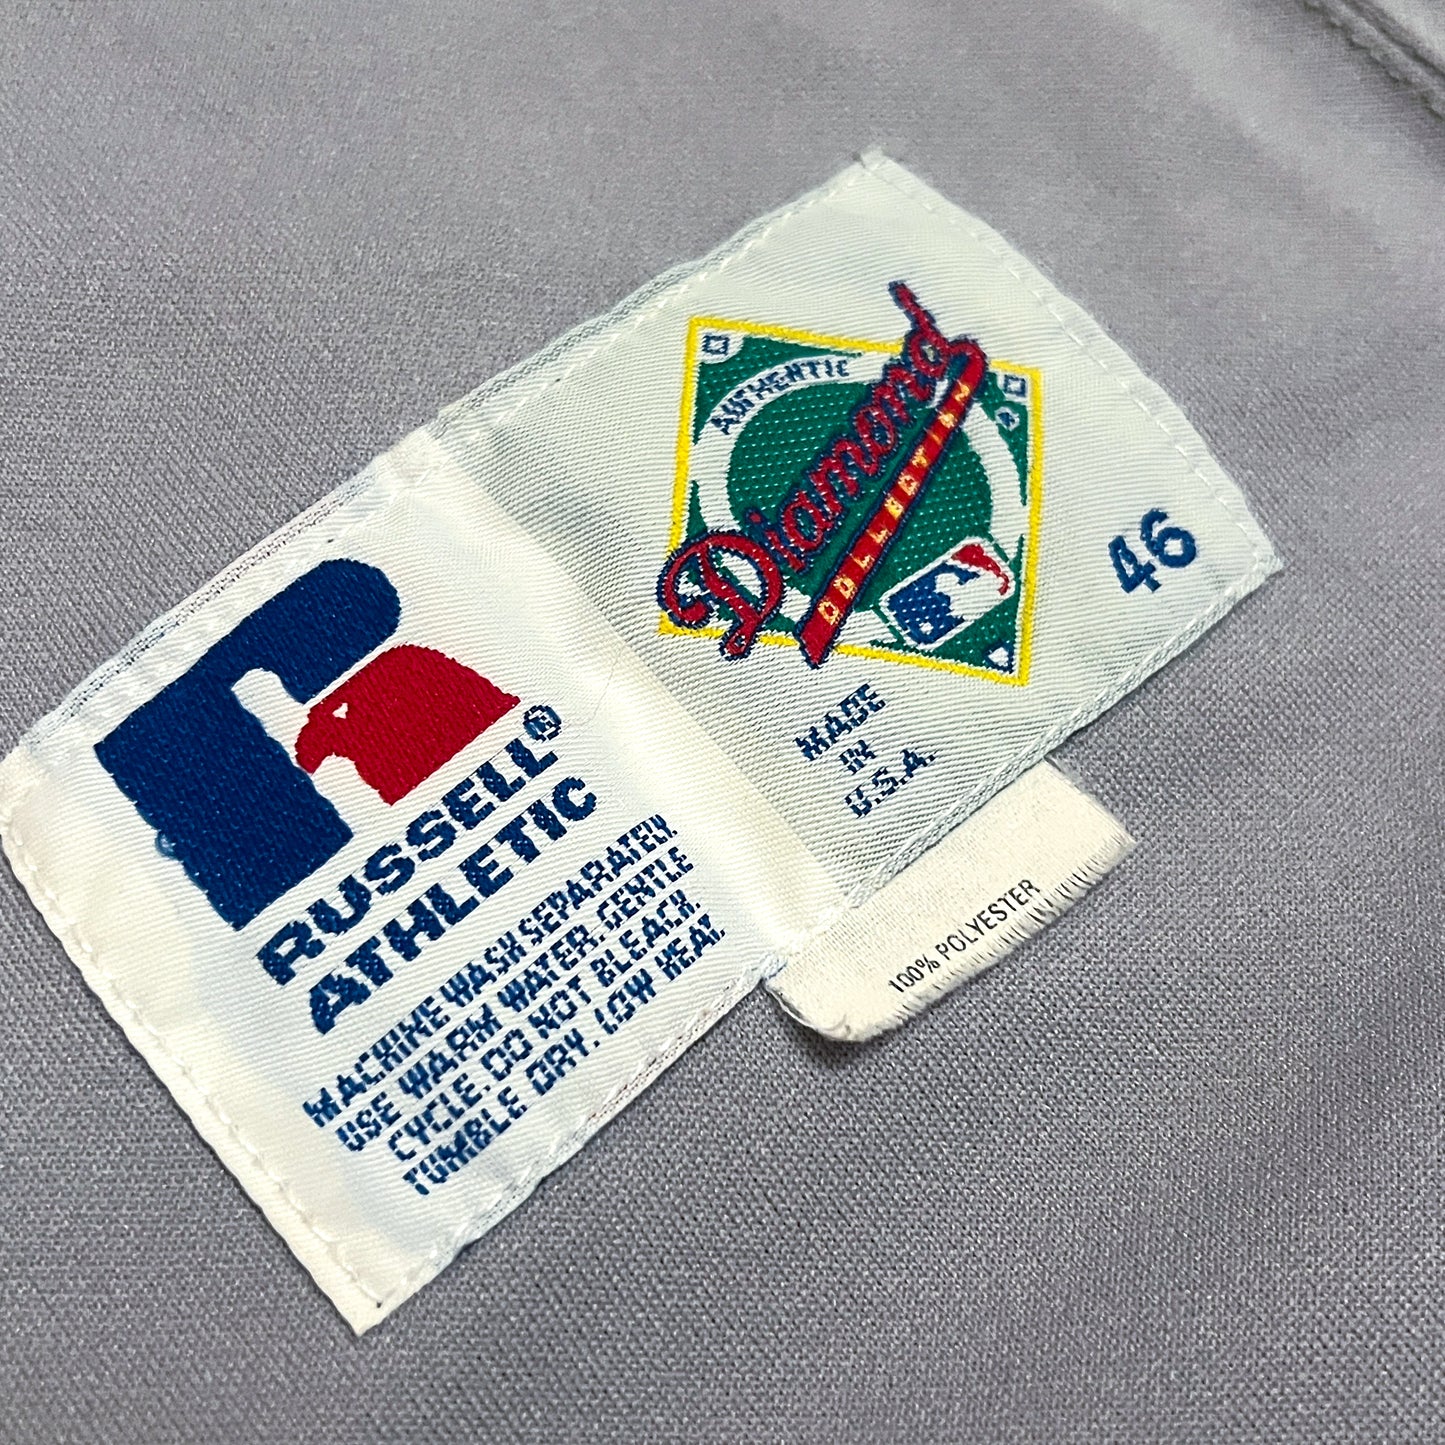 RUSSELL®
ATHLETIC
MACHINE WASH SEPARATELY.
USE WARM WATER, GENTLE
CYCLE. DO NOT BLEACH.
TUMBLE DRY. LOW HEAT
AUTHENTIC
Diamond
COLLECTION
46
MADE
IN
U.S.A.
100% POLYESTER